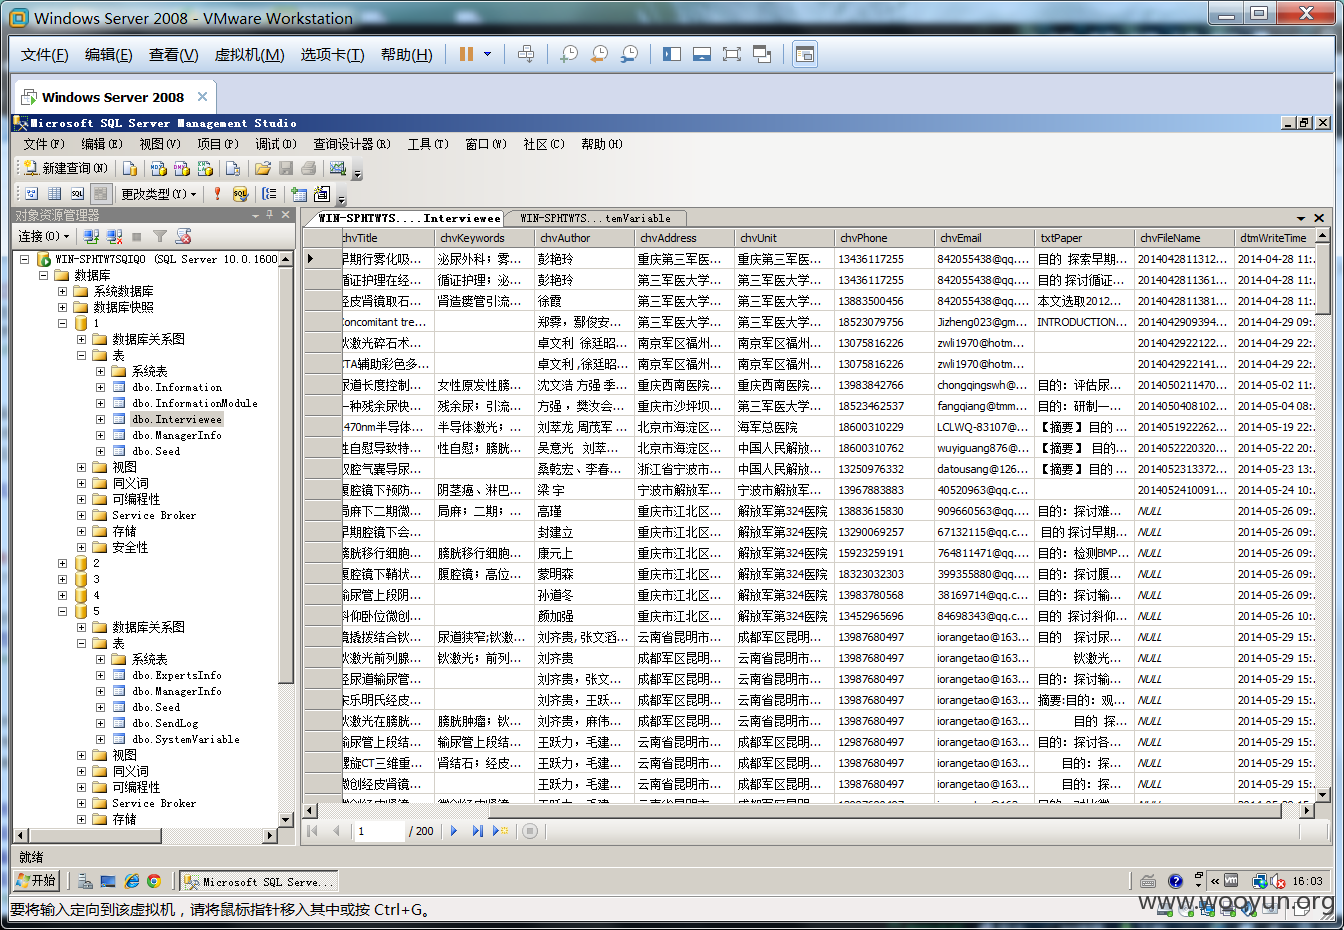 Windows Server 2008 - VMware Workstation
文件(F) 编辑(E) 查看(V) 虚拟机(M) 选项卡(T) 帮助(H)
Windows Server 2008
Microsoft SQL Server Management Studio
文件(F) 编辑(E) 视图(V) 项目(P) 调试(D) 查询设计器(R) 工具(T) 窗口(W) 社区(C) 帮助(H)
新建查询(N)
更改类型(Y)
对象资源管理器
连接(O)
WIN-SPHTW7SQIQO (SQL Server 10.0.1600
数据库
系统数据库
数据库快照
1
数据库关系图
表
系统表
dbo.Information
dbo.InformationModule
dbo.Interviewee
dbo.ManagerInfo
dbo.Seed
视图
同义词
可编程性
Service Broker
存储
安全性
2
3
4
5
数据库关系图
表
系统表
dbo.ExpertsInfo
dbo.ManagerInfo
dbo.Seed
dbo.SendLog
dbo.SystemVariable
视图
同义词
可编程性
Service Broker
存储
WIN-SPHTW7S....Interviewee WIN-SPHTW7S...temVariable
chvTitle chvKeywords chvAuthor chvAddress chvUnit chvPhone chvEmail txtPaper chvFileName dtmWriteTime
早期行雾化吸... 泌尿外科；雾... 彭艳玲 重庆第三军医... 重庆第三军医... 13436117255 842055438@qq.... 目的 探索早期... 2014042811312... 2014-04-28 11:...
循证护理在经... 循证护理；泌... 彭艳玲 第三军医大学... 第三军医大学... 13436117255 842055438@qq.... 目的 探讨循证... 2014042811361... 2014-04-28 11:...
经皮肾镜取石... 肾造瘘管引流... 徐霞 第三军医大学... 第三军医大学... 13883500456 842055438@qq.... 本文选取2012... 2014042811381... 2014-04-28 11:...
Concomitant tre... 郑霁，鄢俊安... 第三军医大学... 第三军医大学... 18523079756 Jizheng023@gm... INTRODUCTION... 2014042909394... 2014-04-29 09:...
钬激光碎石术... 卓文利 徐廷昭... 南京军区福州... 南京军区福州... 13075816226 zwli1970@hotm... 2014042922122... 2014-04-29 22:...
CTA辅助彩色多... 卓文利 ,徐廷昭... 南京军区福州... 南京军区福州... 13075816226 zwli1970@hotm... 2014042922141... 2014-04-29 22:...
尿道长度控制... 女性原发性膀... 沈文浩 方强 季... 重庆西南医院... 重庆西南医院... 13983842766 chongqingswh@... 目的：评估尿... 2014050211470... 2014-05-02 11:...
一种残余尿快... 残余尿；引流... 方强 ，樊汝会... 重庆市沙坪坝... 第三军医大学... 18523462537 fangqiang@tmm... 目的：研制一... 2014050408102... 2014-05-04 08:...
1470nm半导体... 半导体激光；... 刘萃龙 周茂军 ... 北京市海淀区... 海军总医院 18600310229 LCLWQ-83107@... 【摘要 】 目的 ... 2014051922262... 2014-05-19 22:...
性自慰导致特... 性自慰；膀胱... 吴意光 刘萃... 北京市海淀区... 中国人民解放... 18600310762 wuyiguang876@... 【摘要】 目的... 2014052220320... 2014-05-22 20:...
双腔气囊导尿... 桑乾宏、李春... 浙江省宁波市... 中国人民解放... 13250976332 datousang@126... 【摘要 】 目的 ... 2014052313372... 2014-05-23 13:...
腹腔镜下预防... 阴茎癌、淋巴... 梁 宇 宁波市解放军... 宁波市解放军... 13967883883 40520963@qq.c... 2014052410091... 2014-05-24 10:...
局麻下二期微... 局麻；二期；... 高瑾 重庆市江北区... 解放军第324医院 13883615830 909660563@qq.... 目的：探讨难... NULL 2014-05-26 09:...
早期腔镜下会... 封建立 重庆市江北区... 解放军第324医院 13290069257 67132115@qq.c... 目的 探讨早期... NULL 2014-05-26 09:...
膀胱移行细胞... 膀胱移行细胞... 康元上 重庆市江北区... 解放军第324医院 15923259191 764811471@qq.... 目的：检测BMP... NULL 2014-05-26 09:...
腹腔镜下鞘状... 腹腔镜；高位... 蒙明森 重庆市江北区... 解放军第324医院 18323032303 399355880@qq.... 目的：探讨腹... NULL 2014-05-26 09:...
输尿管上段阴... 孙道冬 重庆市江北区... 解放军第324医院 13983780568 38169714@qq.c... 目的：探讨输... NULL 2014-05-26 09:...
斜仰卧位微创... 颜加强 重庆市江北区... 解放军第324医院 13452965696 84698343@qq.c... 目的 探讨斜仰... NULL 2014-05-26 10:...
镜撬拨结合钬... 尿道狭窄;钬激... 刘齐贵, 张文滔... 云南省昆明市... 成都军区昆明... 13987680497 iorangetao@163... 目的 探讨尿... NULL 2014-05-29 15:...
钬激光前列腺... 钬激光；前列... 刘齐贵 成都军区昆明... 云南省昆明市... 13987680497 iorangetao@163... 钬激光... NULL 2014-05-29 15:...
经尿道输尿管... 刘齐贵，张文... 云南省昆明市... 成都军区昆明... 13987680497 iorangetao@163... 目的：探讨输... NULL 2014-05-29 15:...
宋乐明氏经皮... 刘齐贵，王跃... 云南省昆明市... 成都军区昆明... 13987680497 iorangetao@163... 摘要:目的：观... NULL 2014-05-29 15:...
钬激光在膀胱... 膀胱肿瘤；钬... 刘齐贵，麻伟... 云南省昆明市... 成都军区昆明... 13987680497 iorangetao@163... 目的 探... NULL 2014-05-29 15:...
输尿管上段结... 输尿管上段结... 王跃力，毛建... 云南省昆明市... 成都军区昆明... 12987680497 iorangetao@163... 目的：探讨各... NULL 2014-05-29 15:...
螺旋CT三维重... 肾结石；经皮... 王跃力，毛建... 云南省昆明市... 成都军区昆明... 13987680497 iorangetao@163... 目的：探... NULL 2014-05-29 15:...
微创经皮肾镜... 王跃力，毛建... 云南省昆明市... 成都军区昆明... 13987680497 iorangetao@163... 目的：探... NULL 2014-05-29 15:...
1 / 200
就绪
开始 Microsoft SQL Serve... 16:03
要将输入定向到该虚拟机，请将鼠标指针移入其中或按 Ctrl+G。
www.wooyun.org